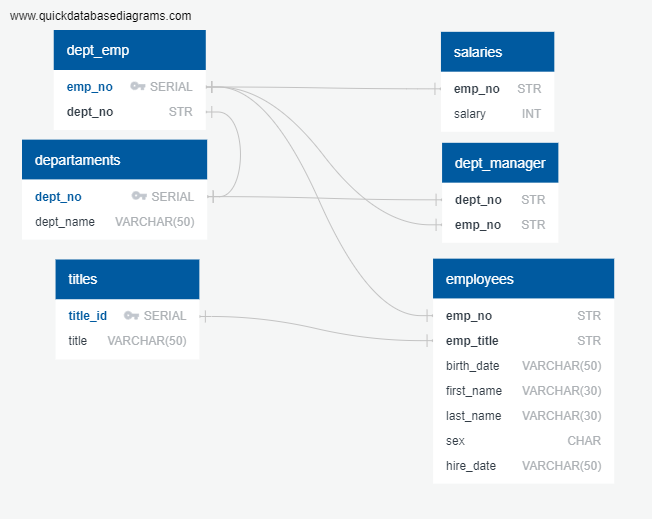 www.quickdatabasediagrams.com
dept_emp
emp_no SERIAL
dept_no STR
departaments
dept_no SERIAL
dept_name VARCHAR(50)
titles
title_id SERIAL
title VARCHAR(50)
salaries
emp_no STR
salary INT
dept_manager
dept_no STR
emp_no STR
employees
emp_no STR
emp_title STR
birth_date VARCHAR(50)
first_name VARCHAR(30)
last_name VARCHAR(30)
sex CHAR
hire_date VARCHAR(50)